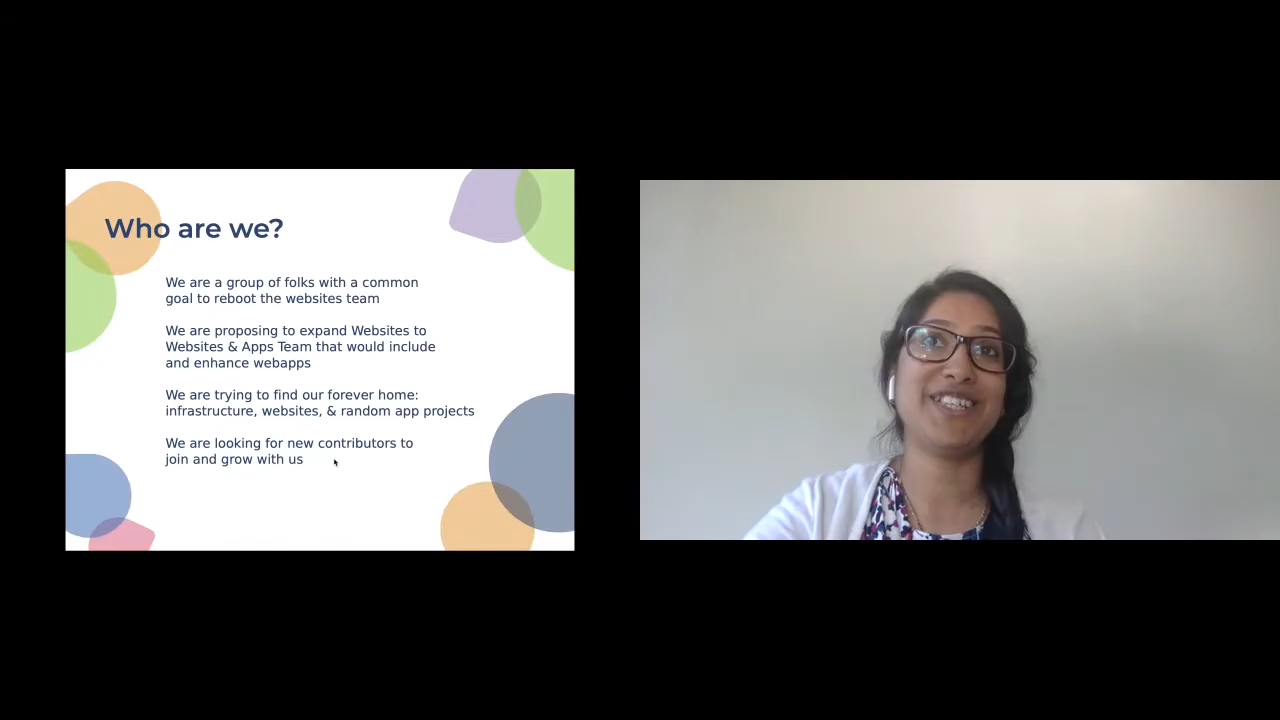 Who are we?
We are a group of folks with a common
goal to reboot the websites team
We are proposing to expand Websites to
Websites & Apps Team that would include
and enhance webapps
We are trying to find our forever home:
infrastructure, websites, & random app projects
We are looking for new contributors to
join and grow with us